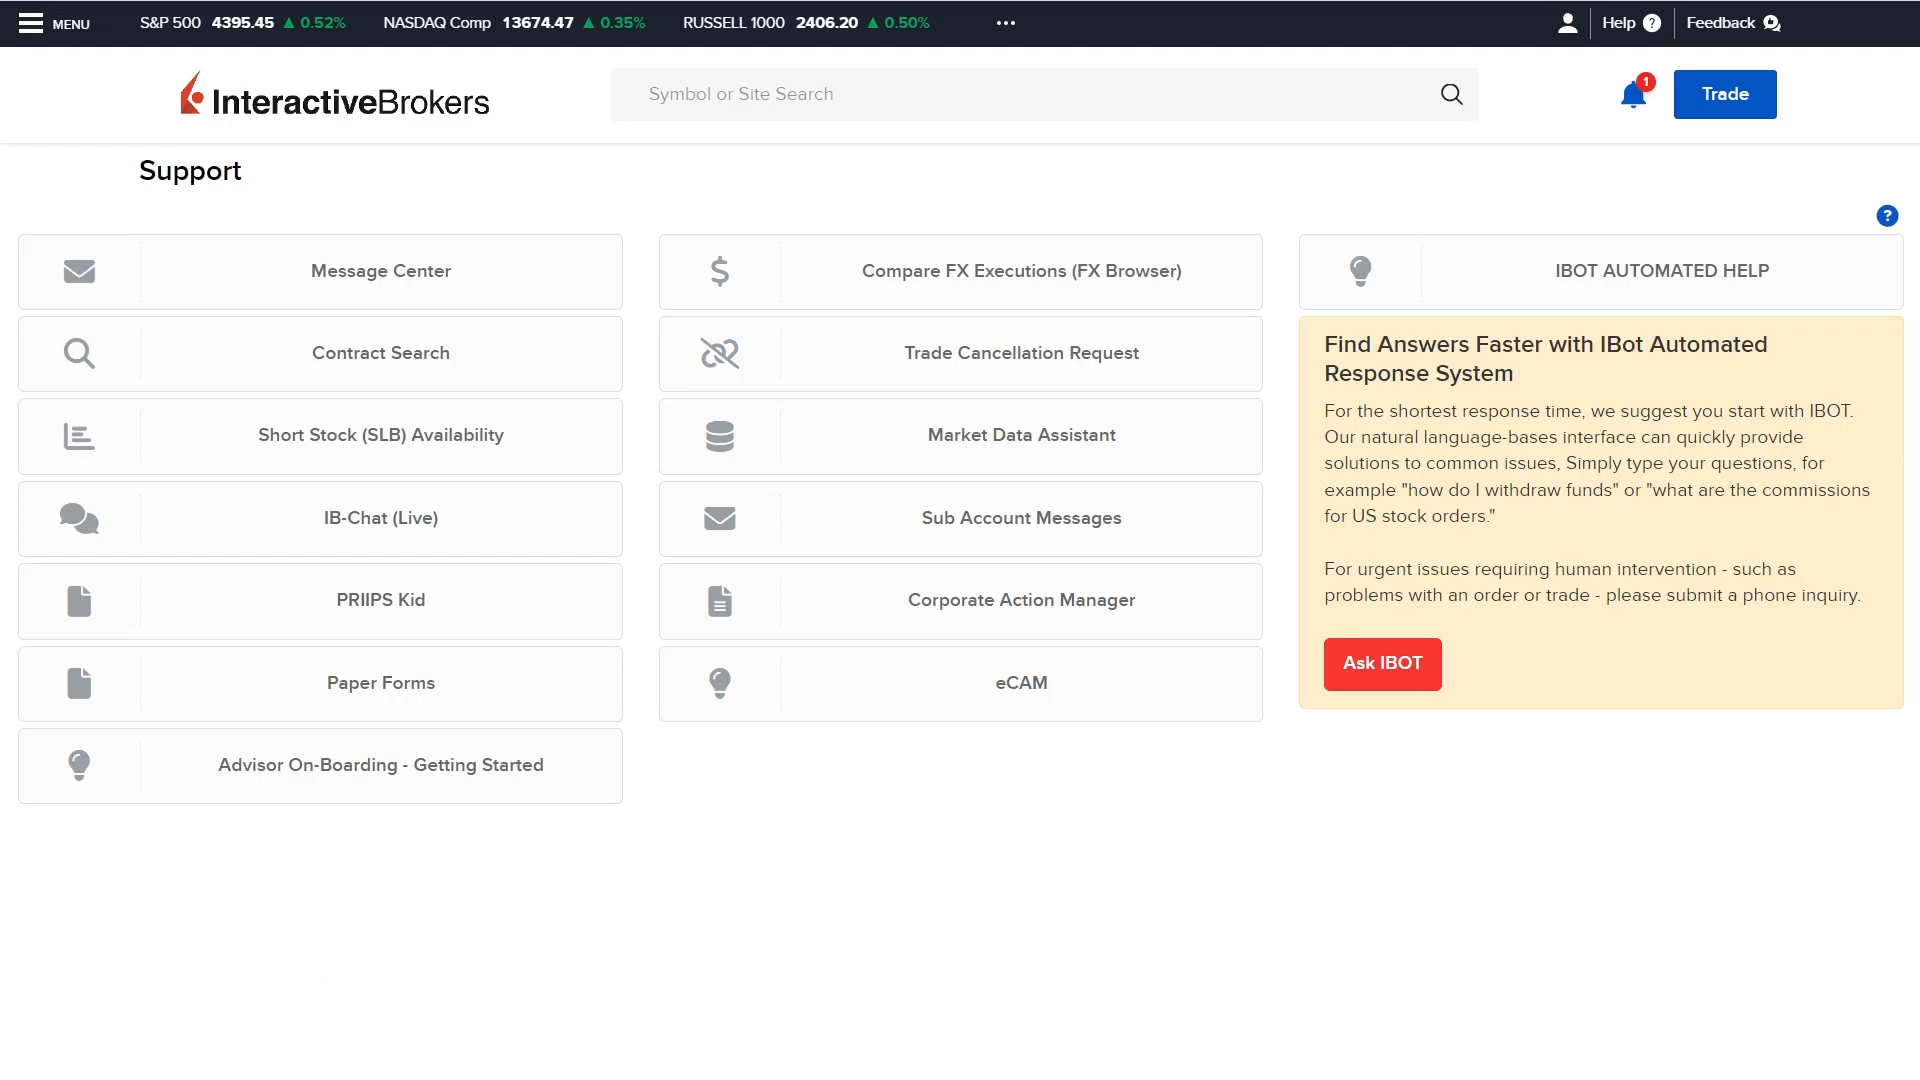 MENU
S&P 500 4395.45 ▲ 0.52%
NASDAQ Comp 13674.47 ▲ 0.35%
RUSSELL 1000 2406.20 ▲ 0.50%
Help ?
Feedback
InteractiveBrokers
Symbol or Site Search
1
Trade
Support
?
Message Center
Contract Search
Short Stock (SLB) Availability
IB-Chat (Live)
PRIIPS Kid
Paper Forms
Advisor On-Boarding - Getting Started
Compare FX Executions (FX Browser)
Trade Cancellation Request
Market Data Assistant
Sub Account Messages
Corporate Action Manager
eCAM
IBOT AUTOMATED HELP
Find Answers Faster with IBot Automated
Response System
For the shortest response time, we suggest you start with IBOT.
Our natural language-bases interface can quickly provide
solutions to common issues, Simply type your questions, for
example "how do I withdraw funds" or "what are the commissions
for US stock orders."
For urgent issues requiring human intervention - such as
problems with an order or trade - please submit a phone inquiry.
Ask IBOT